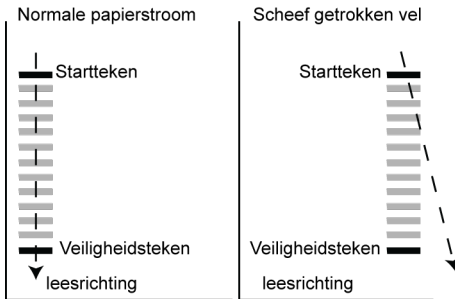 Normale papierstroom
Startteken
Veiligheidsteken
leesrichting
Scheef getrokken vel
Startteken
Veiligheidsteken
leesrichting